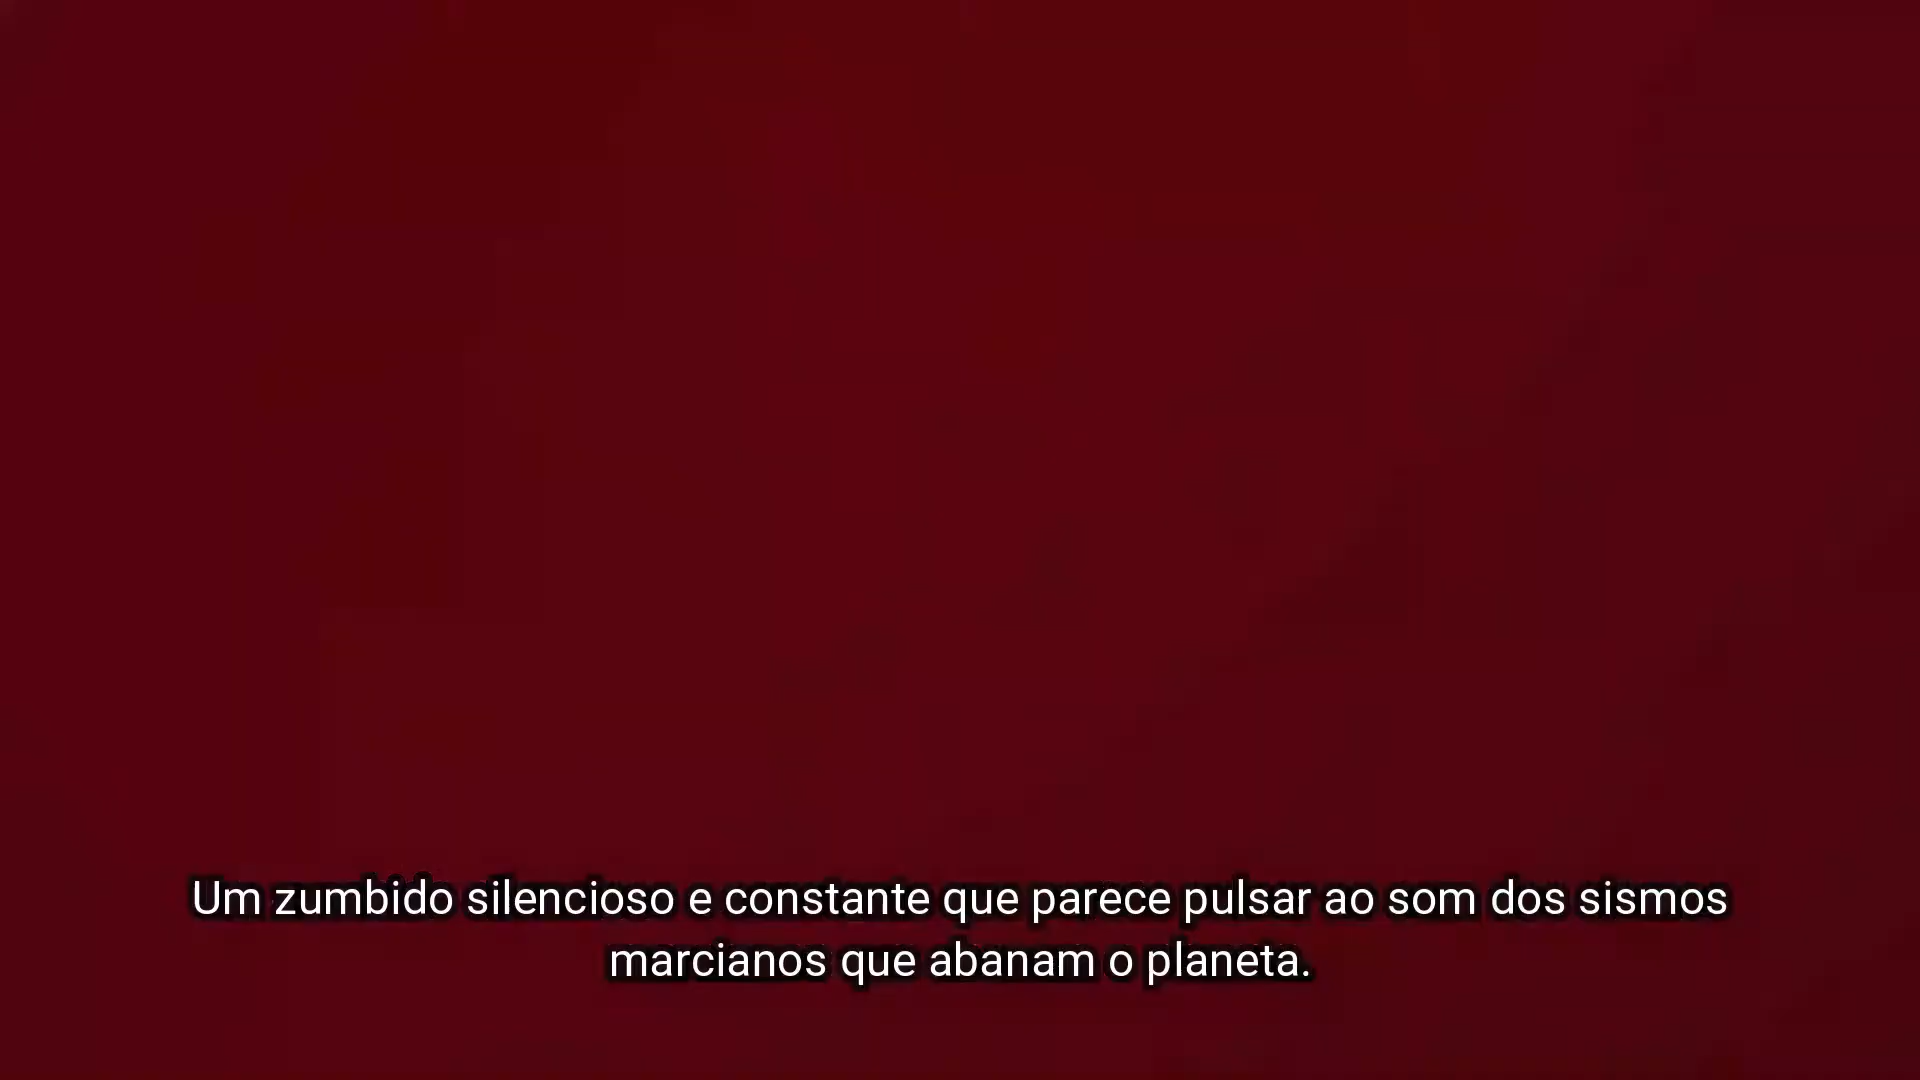 Um zumbido silencioso e constante que parece pulsar ao som dos sismos
marcianos que abanam o planeta.